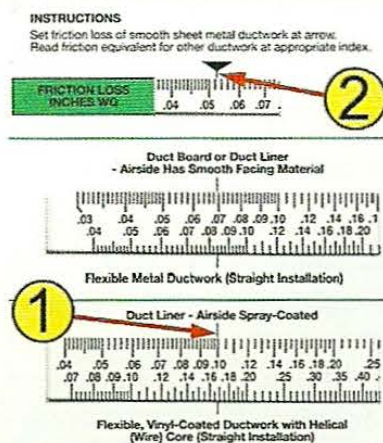 INSTRUCTIONS
Set friction loss of smooth sheet metal ductwork at arrow.
Read friction equivalent for other ductwork at appropriate index.
FRICTION LOSS
INCHES WG
.04 .05 .06 .07 .
2
Duct Board or Duct Liner
- Airside Has Smooth Facing Material
.03 .04 .05 .06 .07 .08 .09 .10 .12 .14 .16 .1
.04 .05 .06 .07 .08 .09 .10 .12 .14 .16 .18 .20
Flexible Metal Ductwork (Straight Installation)
1
Duct Liner - Airside Spray-Coated
.04 .05 .06 .07 .08 .09 .10 .12 .14 .16 .18 .20 .25
.07 .08 .09 .10 .12 .14 .16 .18 .20 .25 .30 .35 .40 .
Flexible, Vinyl-Coated Ductwork with Helical
(Wire) Core (Straight Installation)